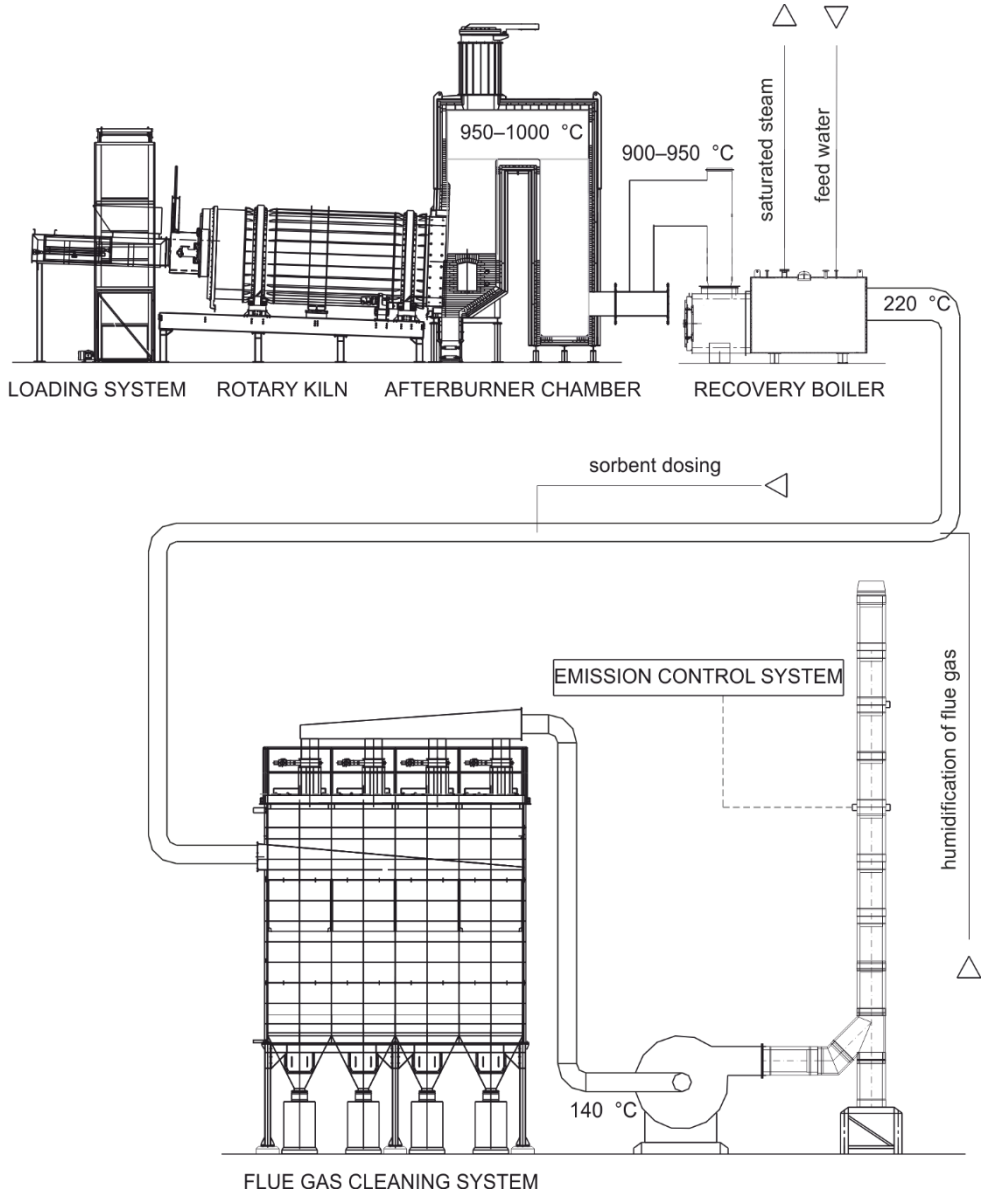 950–1000 °C
900–950 °C
saturated steam
feed water
220 °C
LOADING SYSTEM
ROTARY KILN
AFTERBURNER CHAMBER
RECOVERY BOILER
sorbent dosing
EMISSION CONTROL SYSTEM
humidification of flue gas
140 °C
FLUE GAS CLEANING SYSTEM